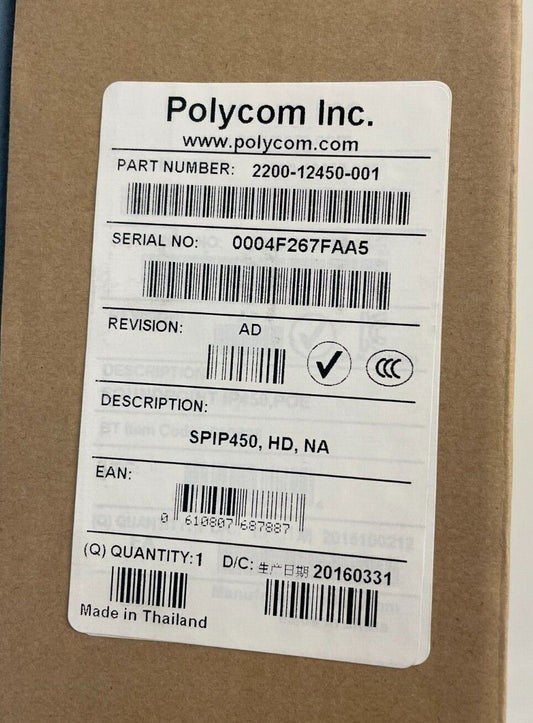 Polycom Inc.
www.polycom.com
PART NUMBER: 2200-12450-001
SERIAL NO: 0004F267FAA5
REVISION: AD
CCC
DESCRIPTION:
SPIP450, HD, NA
EAN:
0 610807 687887
(Q) QUANTITY:1 D/C: 生产日期 20160331
Made in Thailand